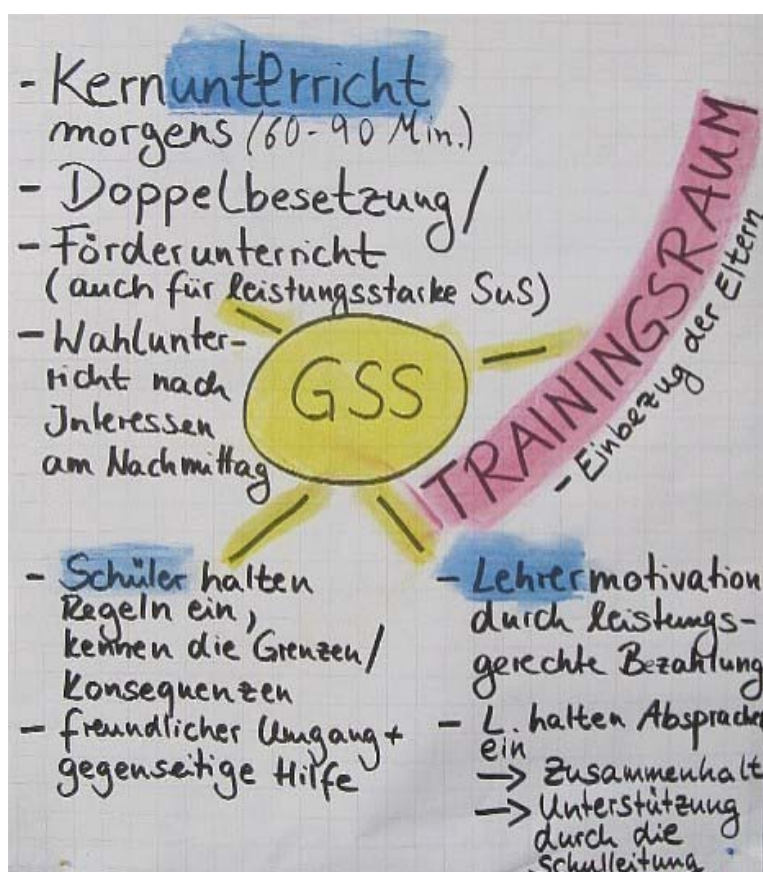 - Kernunterricht
morgens (60-90 Min.)
- Doppelbesetzung/
- Förderunterricht
(auch für leistungsstarke SuS)
- Wahlunter-
richt nach
Interessen
am Nachmittag
GSS
TRAININGSRAUM
- Einbezug der Eltern
- Schüler halten
Regeln ein,
kennen die Grenzen/
Konsequenzen
- freundlicher Umgang +
gegenseitige Hilfe
- Lehrermotivation
durch leistungs-
gerechte Bezahlung
- L. halten Absprachen
ein
→ Zusammenhalt
→ Unterstützung
durch die
Schulleitung